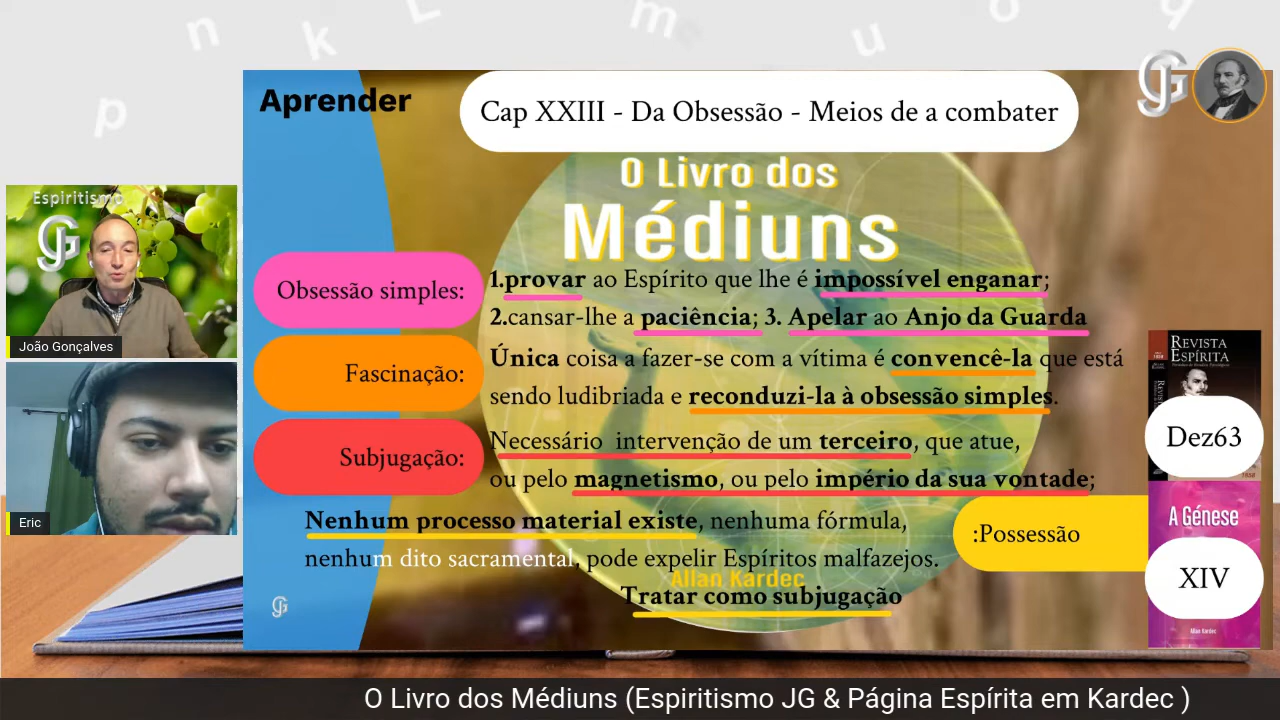 n
k
L
m
u
o
q
p
JG
Aprender
Cap XXIII - Da Obsessão - Meios de a combater
O Livro dos
Médiuns
Espiritismo
JG
João Gonçalves
Eric
Obsessão simples:
1.provar ao Espírito que lhe é impossível enganar;
2.cansar-lhe a paciência; 3. Apelar ao Anjo da Guarda
Fascinação:
Única coisa a fazer-se com a vítima é convencê-la que está
sendo ludibriada e reconduzi-la à obsessão simples.
Subjugação:
Necessário intervenção de um terceiro, que atue,
ou pelo magnetismo, ou pelo império da sua vontade;
Nenhum processo material existe, nenhuma fórmula,
nenhum dito sacramental, pode expelir Espíritos malfazejos.
:Possessão
Allan Kardec
Tratar como subjugação
JG
REVISTA
ESPÍRITA
Dez63
1858
A Génese
XIV
Allan Kardec
O Livro dos Médiuns (Espiritismo JG & Página Espírita em Kardec )